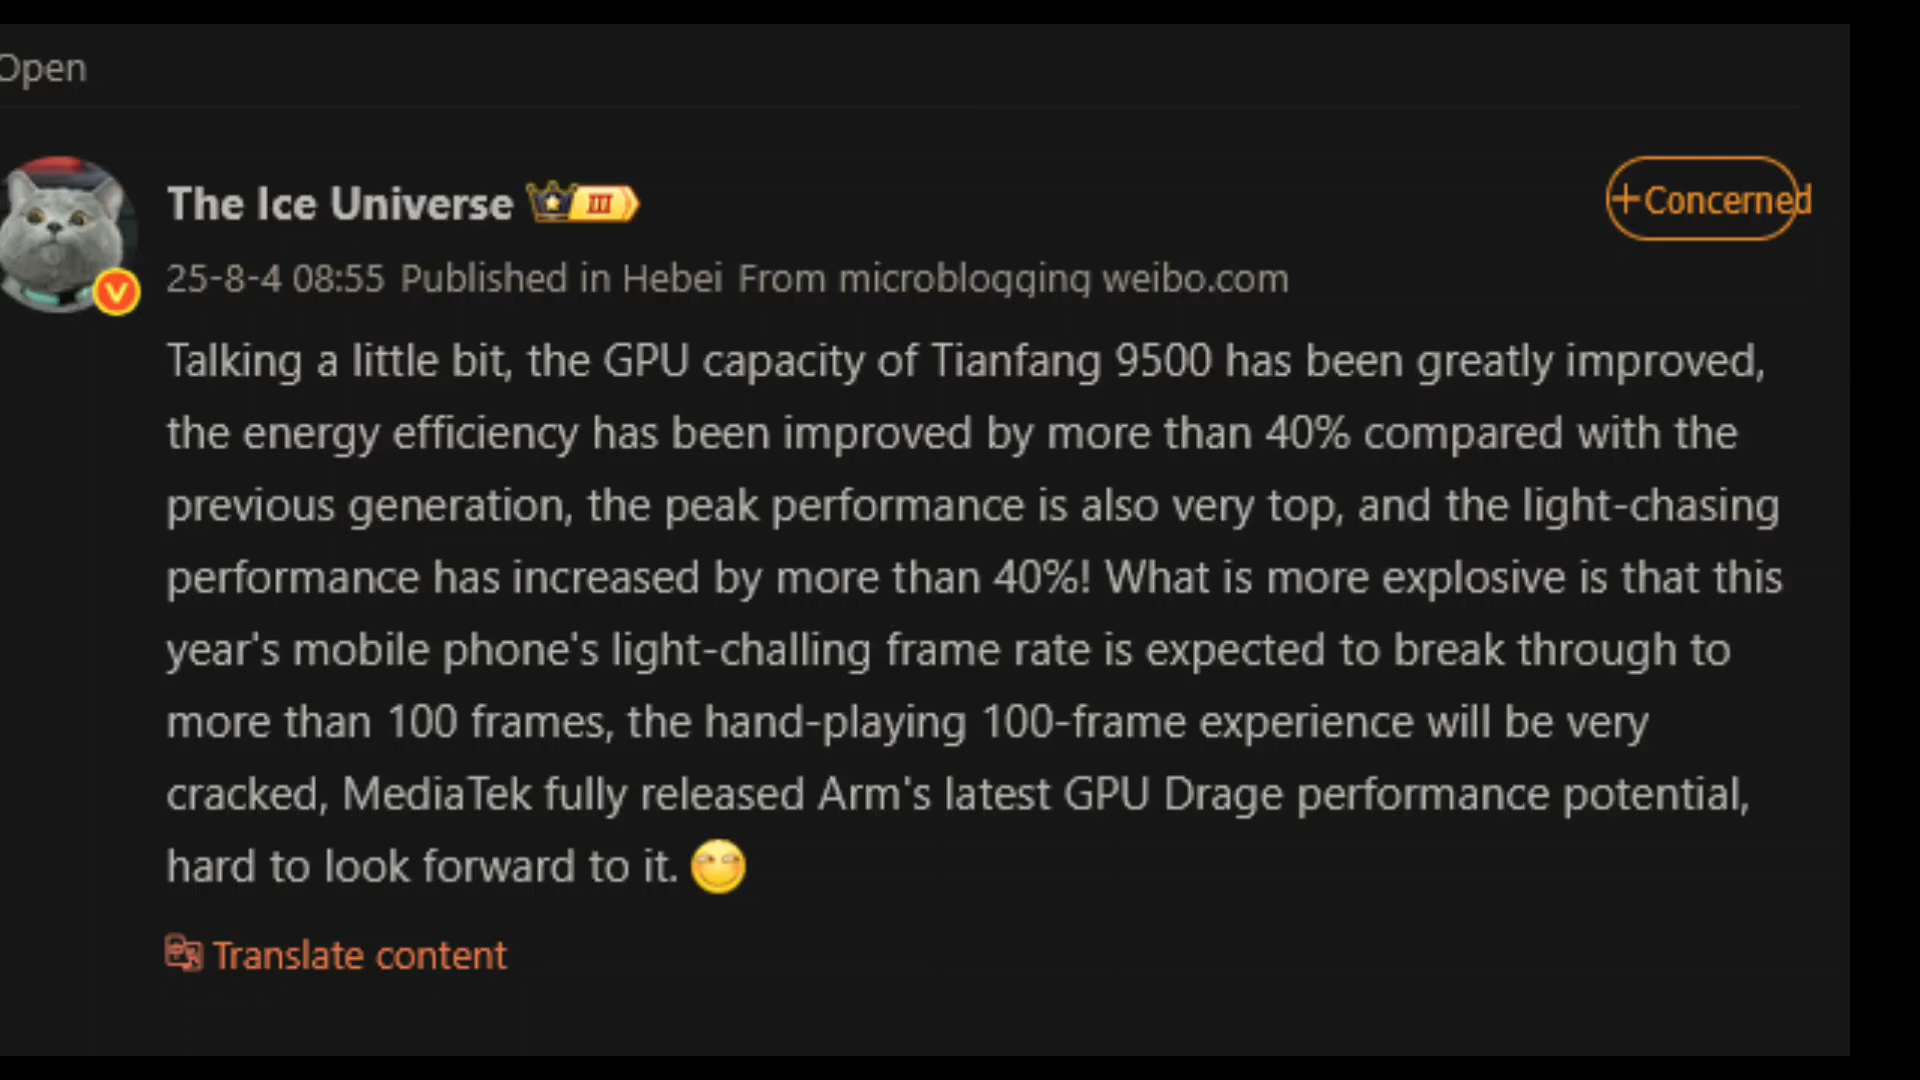 Open
The Ice Universe III
+Concerned
25-8-4 08:55 Published in Hebei From microblogging weibo.com
Talking a little bit, the GPU capacity of Tianfang 9500 has been greatly improved,
the energy efficiency has been improved by more than 40% compared with the
previous generation, the peak performance is also very top, and the light-chasing
performance has increased by more than 40%! What is more explosive is that this
year's mobile phone's light-challing frame rate is expected to break through to
more than 100 frames, the hand-playing 100-frame experience will be very
cracked, MediaTek fully released Arm's latest GPU Drage performance potential,
hard to look forward to it.
Translate content